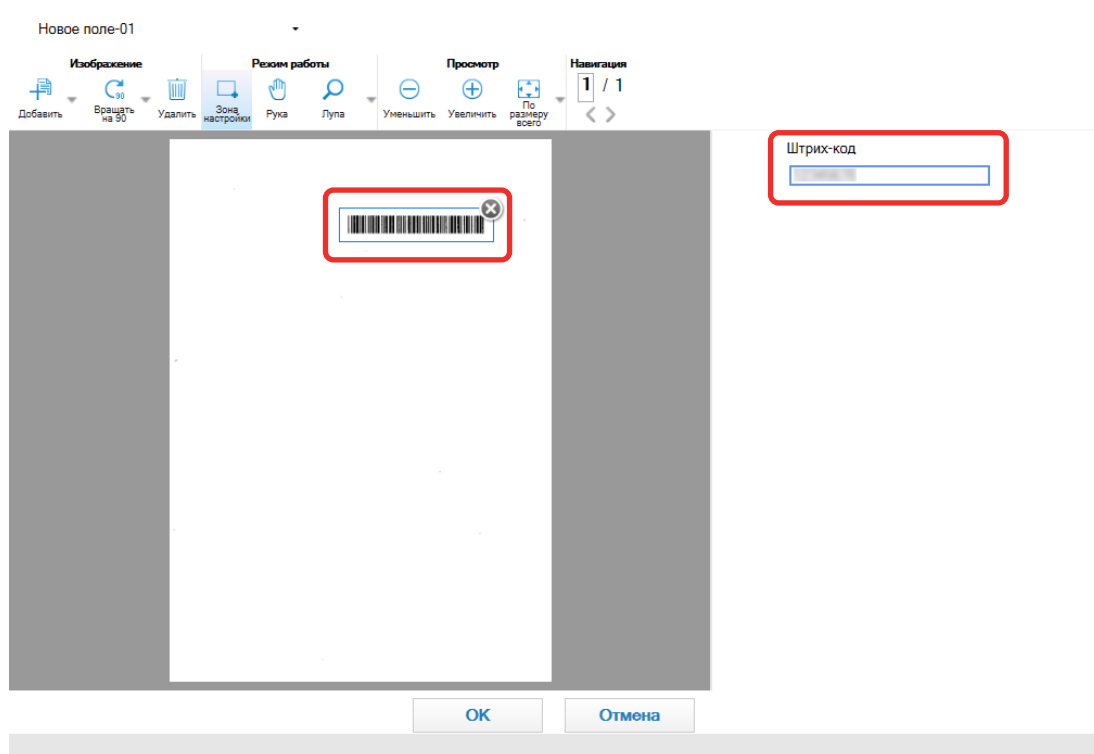 Новое поле-01
Изображение
Режим работы
Просмотр
Навигация
Добавить
90
Вращать
на 90
Удалить
Зона
настройки
Рука
Лупа
Уменьшить
Увеличить
По
размеру
всего
1 / 1
Штрих-код
OK
Отмена